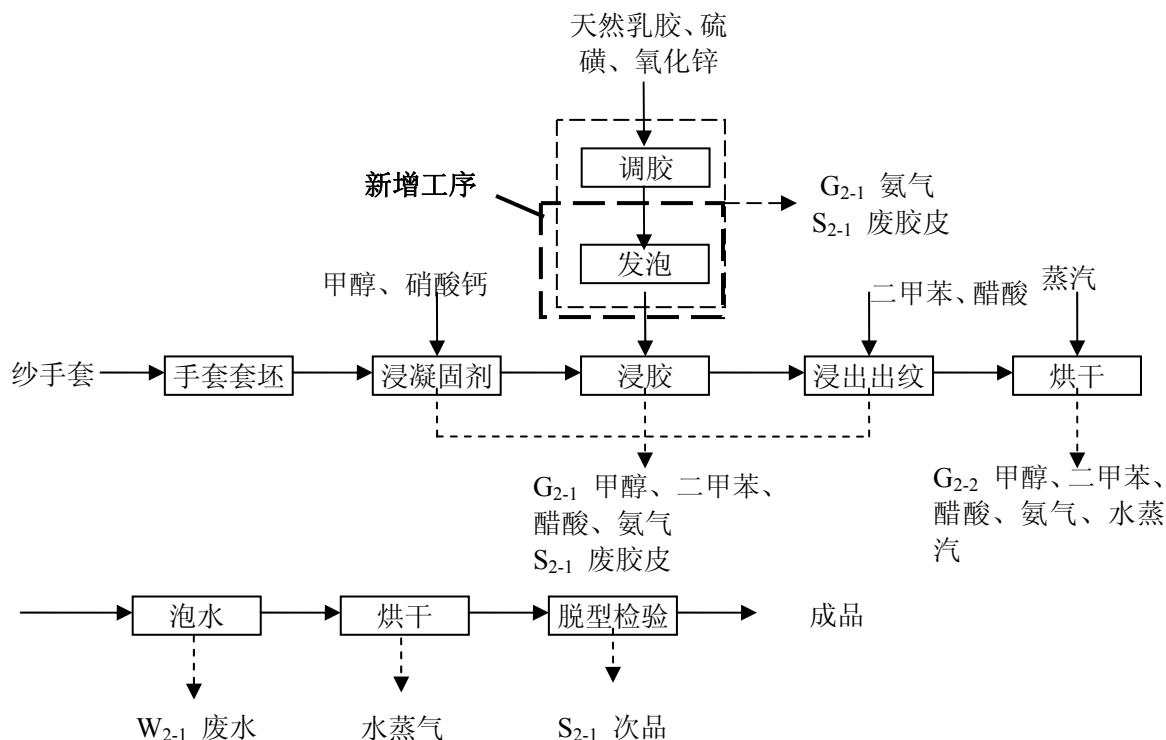 天然乳胶、硫
磺、氧化锌
调胶
新增工序
G2-1 氨气
S2-1 废胶皮
发泡
甲醇、硝酸钙
二甲苯、醋酸
蒸汽
纱手套
手套套坯
浸凝固剂
浸胶
浸出出纹
烘干
G2-1 甲醇、二甲苯、
醋酸、氨气
S2-1 废胶皮
G2-2 甲醇、二甲苯、
醋酸、氨气、水蒸
汽
泡水
烘干
脱型检验
成品
W2-1 废水
水蒸气
S2-1 次品